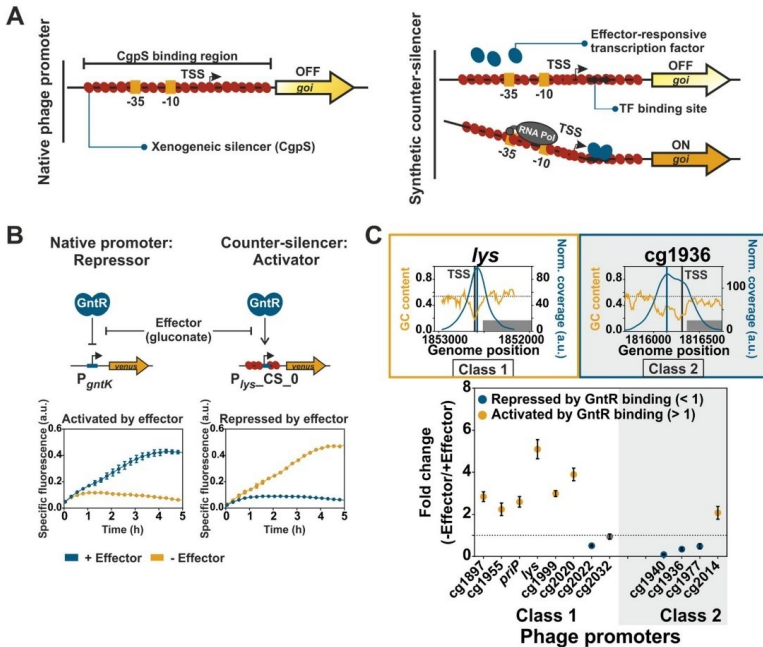 A
Native phage promoter
CgpS binding region
TSS
OFF
goi
-35
-10
Xenogeneic silencer (CgpS)
Synthetic counter-silencer
Effector-responsive
transcription factor
TSS
OFF
goi
-35
-10
TF binding site
RNA Pol
TSS
ON
goi
-35
-10
B
Native promoter:
Repressor
Counter-silencer:
Activator
GntR
GntR
Effector
(gluconate)
venus
venus
PgntK
Plys_CS_0
Activated by effector
Repressed by effector
Specific fluorescence (a.u.)
0.6
0.4
0.2
0.0
0 1 2 3 4 5
Time (h)
Specific fluorescence (a.u.)
0.6
0.4
0.2
0.0
0 1 2 3 4 5
Time (h)
+ Effector
- Effector
C
lys
GC content
0.8
0.4
0.0
TSS
80
40
0
Norm. coverage (a.u.)
1853000
1852000
Genome position
Class 1
cg1936
GC content
0.8
0.4
0.0
TSS
100
0
Norm. coverage (a.u.)
1816000
1816500
Genome position
Class 2
Repressed by GntR binding (< 1)
Activated by GntR binding (> 1)
Fold change
(-Effector/+Effector)
8
6
4
2
0
cg1897
cg1955
priP
lys
cg1999
cg2020
cg2022
cg2032
cg1940
cg1936
cg1977
cg2014
Class 1
Class 2
Phage promoters